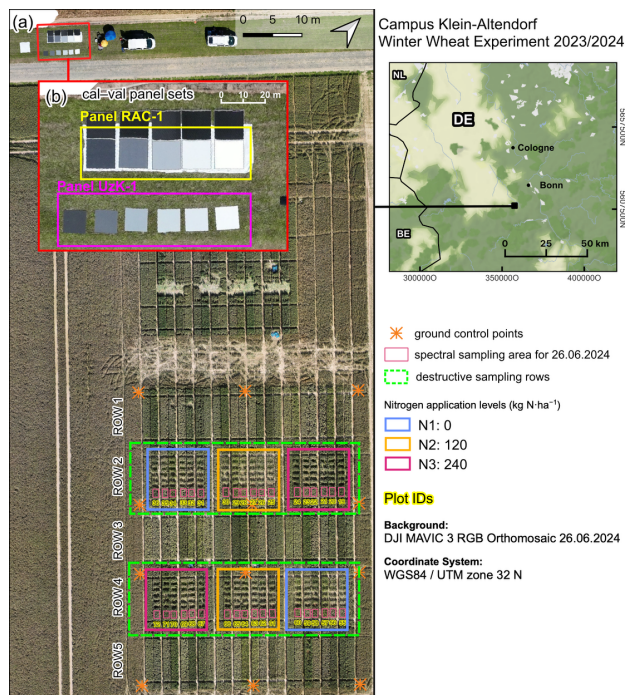 (a)
0 5 10 m
Campus Klein-Altendorf
Winter Wheat Experiment 2023/2024
(b) cal–val panel sets
0 10 20 m
Panel RAC-1
Panel UzK-1
NL
DE
Cologne
Bonn
BE
0 25 50 km
300000O
350000O
400000O
565750ON
560750ON
ground control points
spectral sampling area for 26.06.2024
destructive sampling rows
Nitrogen application levels (kg N·ha⁻¹)
N1: 0
N2: 120
N3: 240
Plot IDs
Background:
DJI MAVIC 3 RGB Orthomosaic 26.06.2024
Coordinate System:
WGS84 / UTM zone 32 N
ROW 1
ROW 2
ROW 3
ROW 4
ROW5